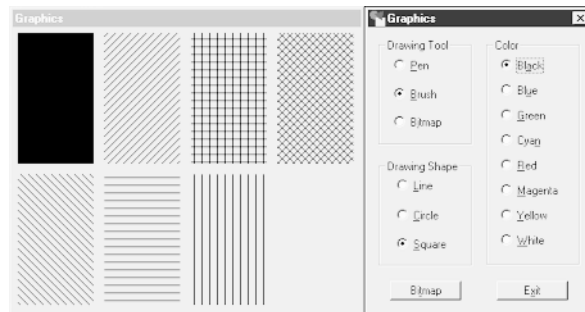 Graphics
Graphics
Drawing Tool
Pen
Brush
Bitmap
Drawing Shape
Line
Circle
Square
Color
Black
Blue
Green
Cyan
Red
Magenta
Yellow
White
Bitmap
Exit